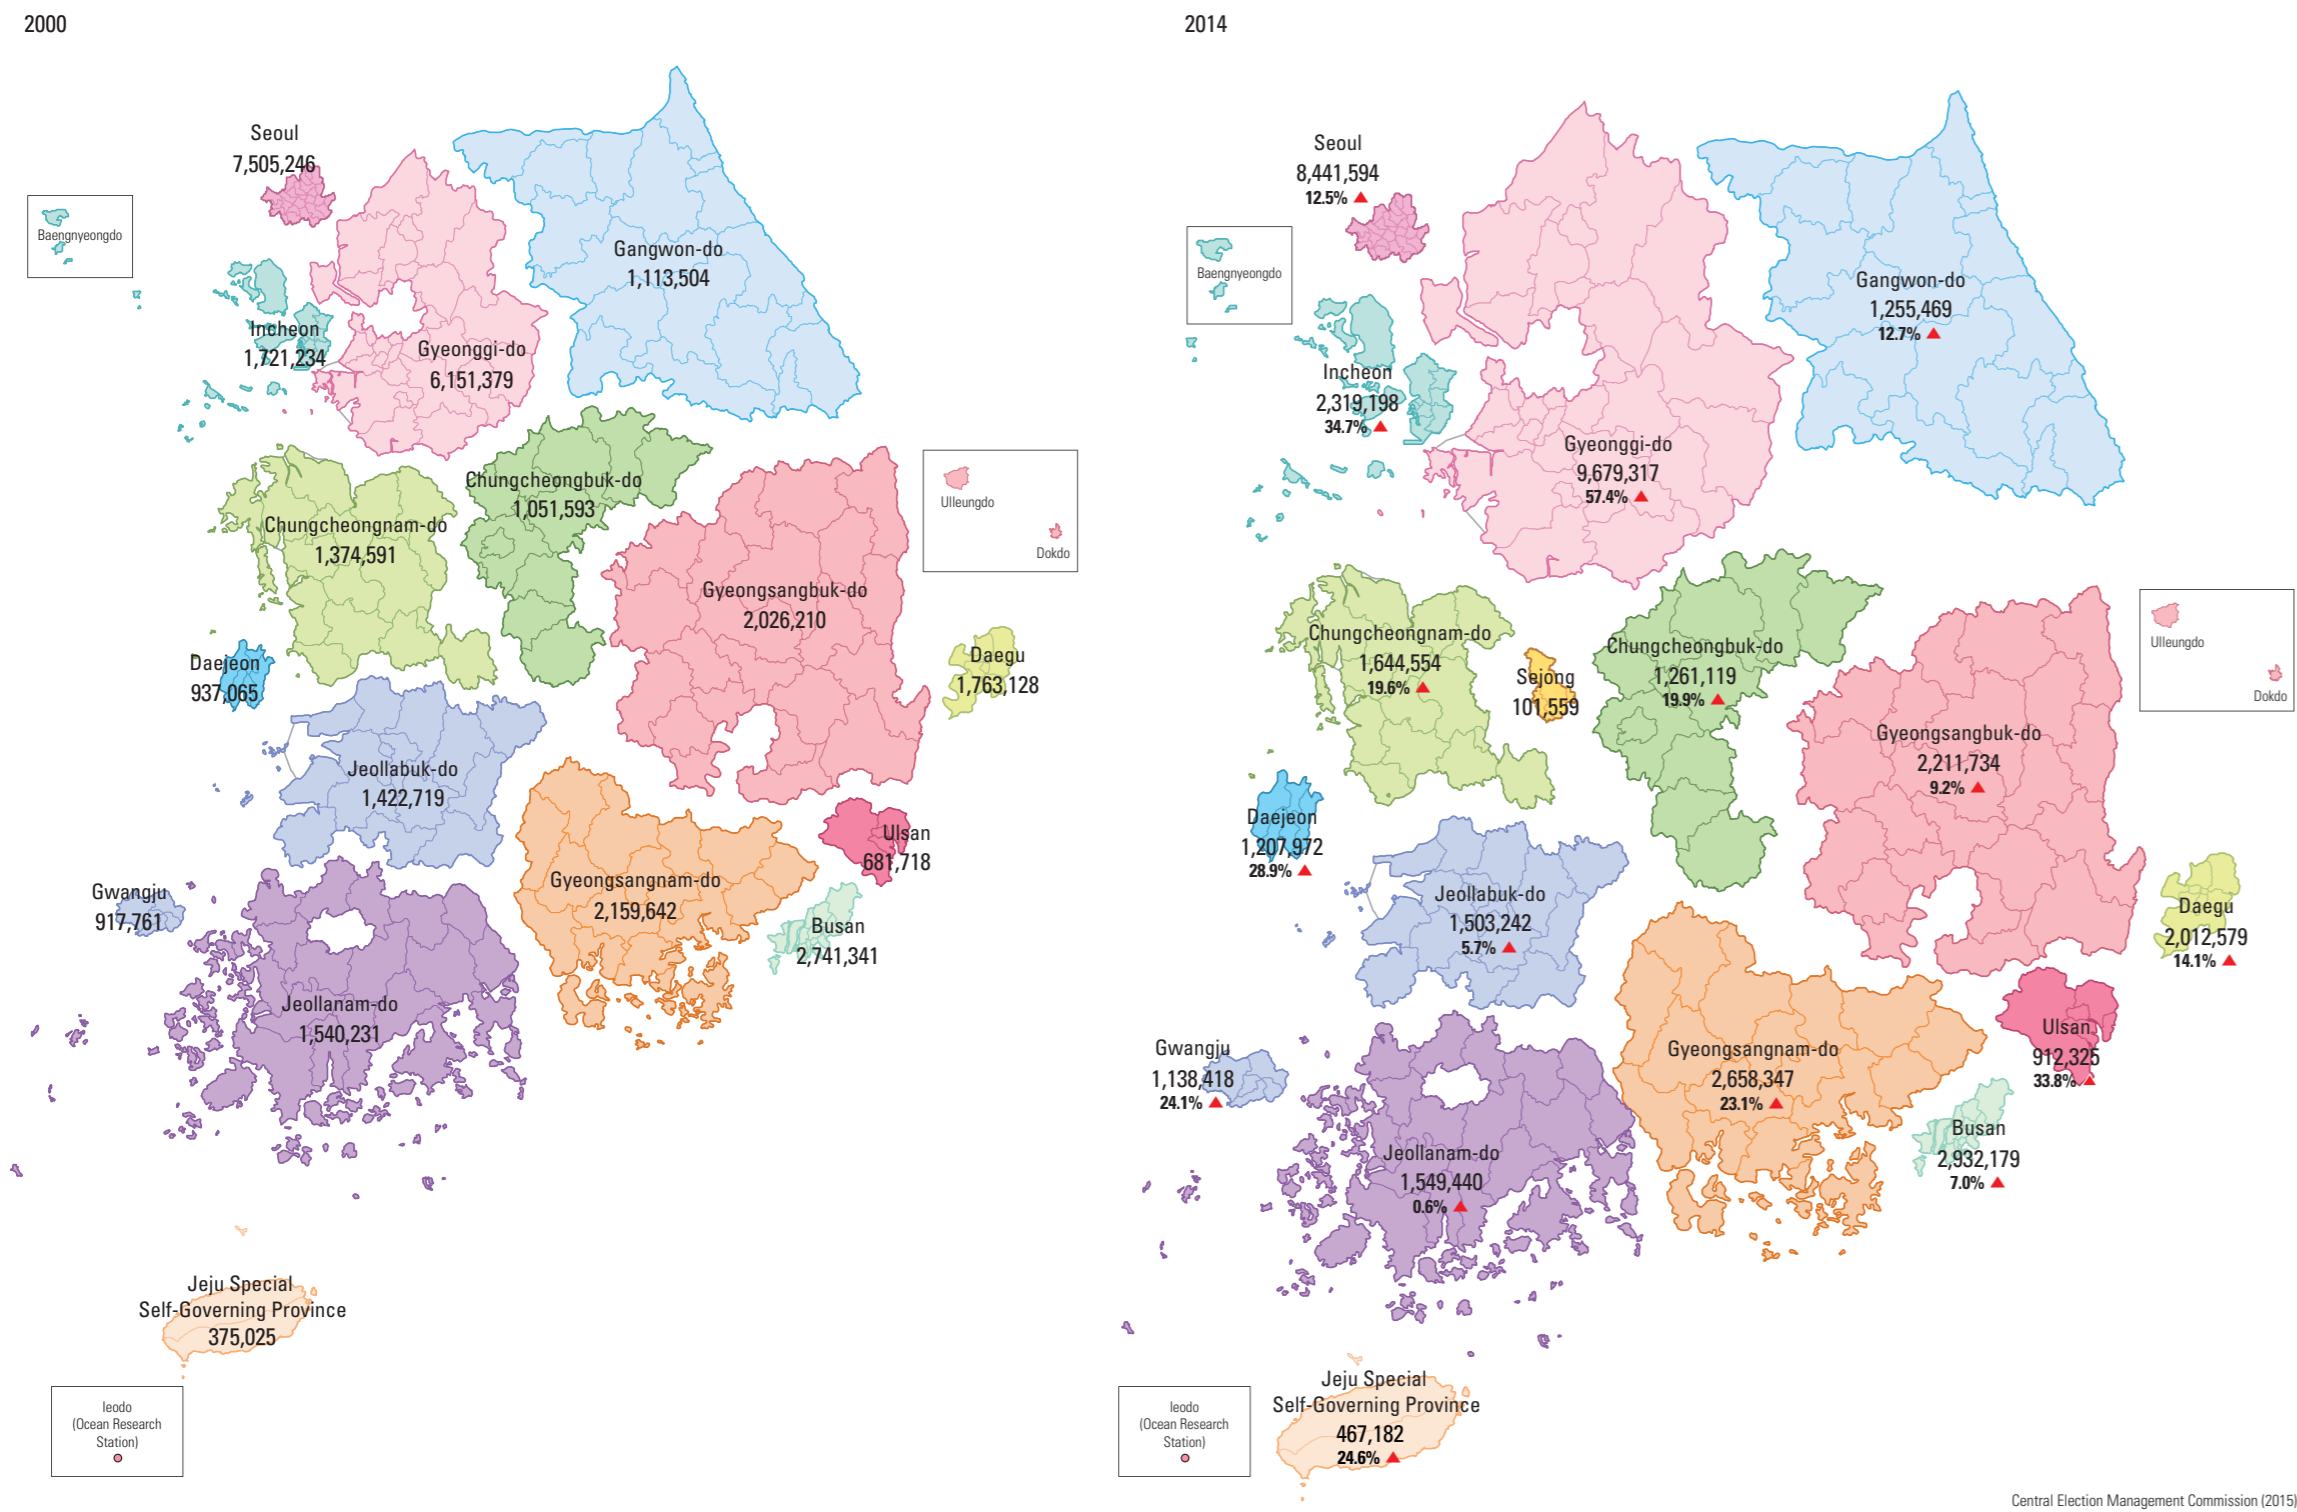 2000
Seoul
7,505,246
Baengnyeongdo
Gangwon-do
1,113,504
Incheon
1,721,234
Gyeonggi-do
6,151,379
Chungcheongbuk-do
1,051,593
Chungcheongnam-do
1,374,591
Ulleungdo
Dokdo
Gyeongsangbuk-do
2,026,210
Daejeon
937,065
Daegu
1,763,128
Jeollabuk-do
1,422,719
Ulsan
681,718
Gwangju
917,761
Gyeongsangnam-do
2,159,642
Busan
2,741,341
Jeollanam-do
1,540,231
Jeju Special
Self-Governing Province
375,025
Ieodo
(Ocean Research
Station)
2014
Seoul
8,441,594
12.5% ▲
Baengnyeongdo
Gangwon-do
1,255,469
12.7% ▲
Incheon
2,319,198
34.7% ▲
Gyeonggi-do
9,679,317
57.4% ▲
Chungcheongnam-do
1,644,554
19.6% ▲
Sejong
101,559
Chungcheongbuk-do
1,261,119
19.9% ▲
Ulleungdo
Dokdo
Gyeongsangbuk-do
2,211,734
9.2% ▲
Daejeon
1,207,972
28.9% ▲
Jeollabuk-do
1,503,242
5.7% ▲
Daegu
2,012,579
14.1% ▲
Ulsan
912,325
33.8% ▲
Gwangju
1,138,418
24.1% ▲
Gyeongsangnam-do
2,658,347
23.1% ▲
Busan
2,932,179
7.0% ▲
Jeollanam-do
1,549,440
0.6% ▲
Jeju Special
Self-Governing Province
467,182
24.6% ▲
Ieodo
(Ocean Research
Station)
Central Election Management Commission (2015)